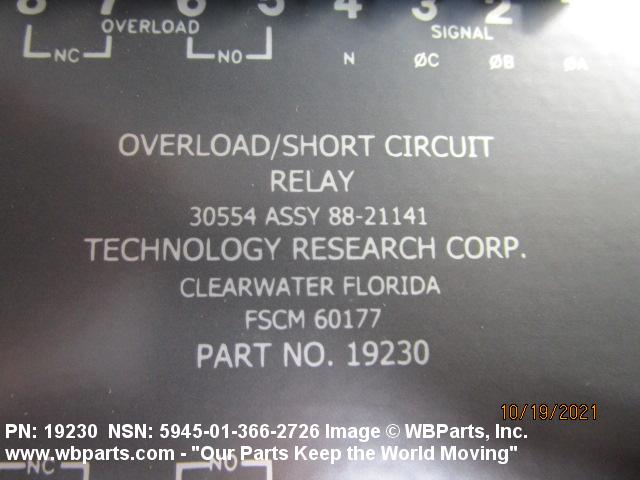 8 7 6 5 4 3 2
OVERLOAD
SIGNAL
NC NO N ØC ØB ØA
OVERLOAD/SHORT CIRCUIT
RELAY
30554 ASSY 88-21141
TECHNOLOGY RESEARCH CORP.
CLEARWATER FLORIDA
FSCM 60177
PART NO. 19230
10/19/2021
PN: 19230 NSN: 5945-01-366-2726 Image © WBParts, Inc.
www.wbparts.com - "Our Parts Keep the World Moving"
NC NO